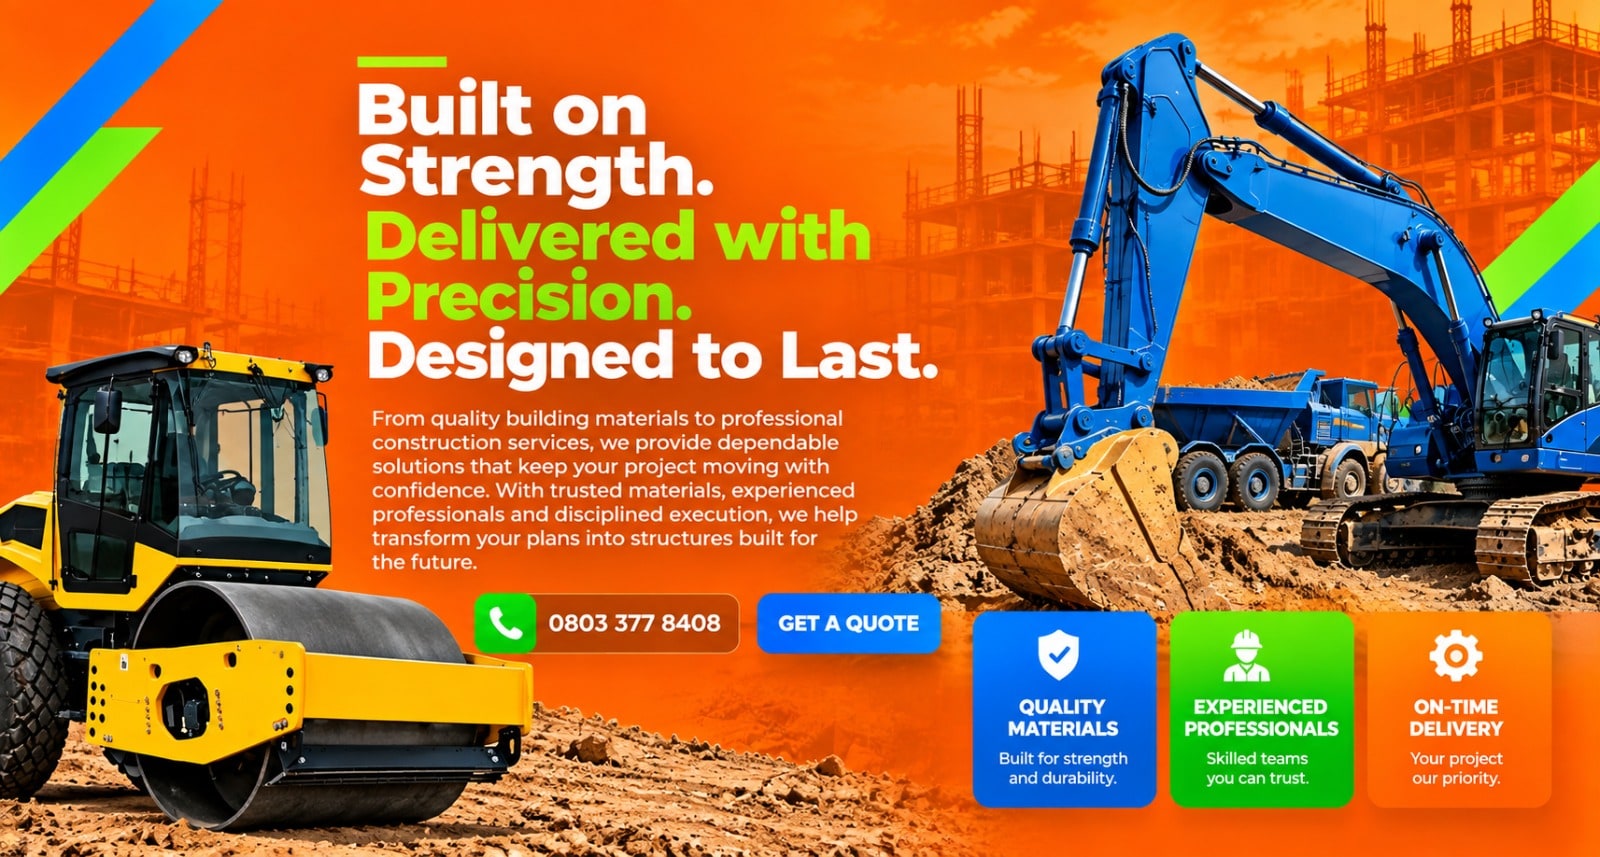 Built on
Strength.
Delivered with
Precision.
Designed to Last.
From quality building materials to professional
construction services, we provide dependable
solutions that keep your project moving with
confidence. With trusted materials, experienced
professionals and disciplined execution, we help
transform your plans into structures built for
the future.
0803 377 8408
GET A QUOTE
QUALITY
MATERIALS
Built for strength
and durability.
EXPERIENCED
PROFESSIONALS
Skilled teams
you can trust.
ON-TIME
DELIVERY
Your project
our priority.